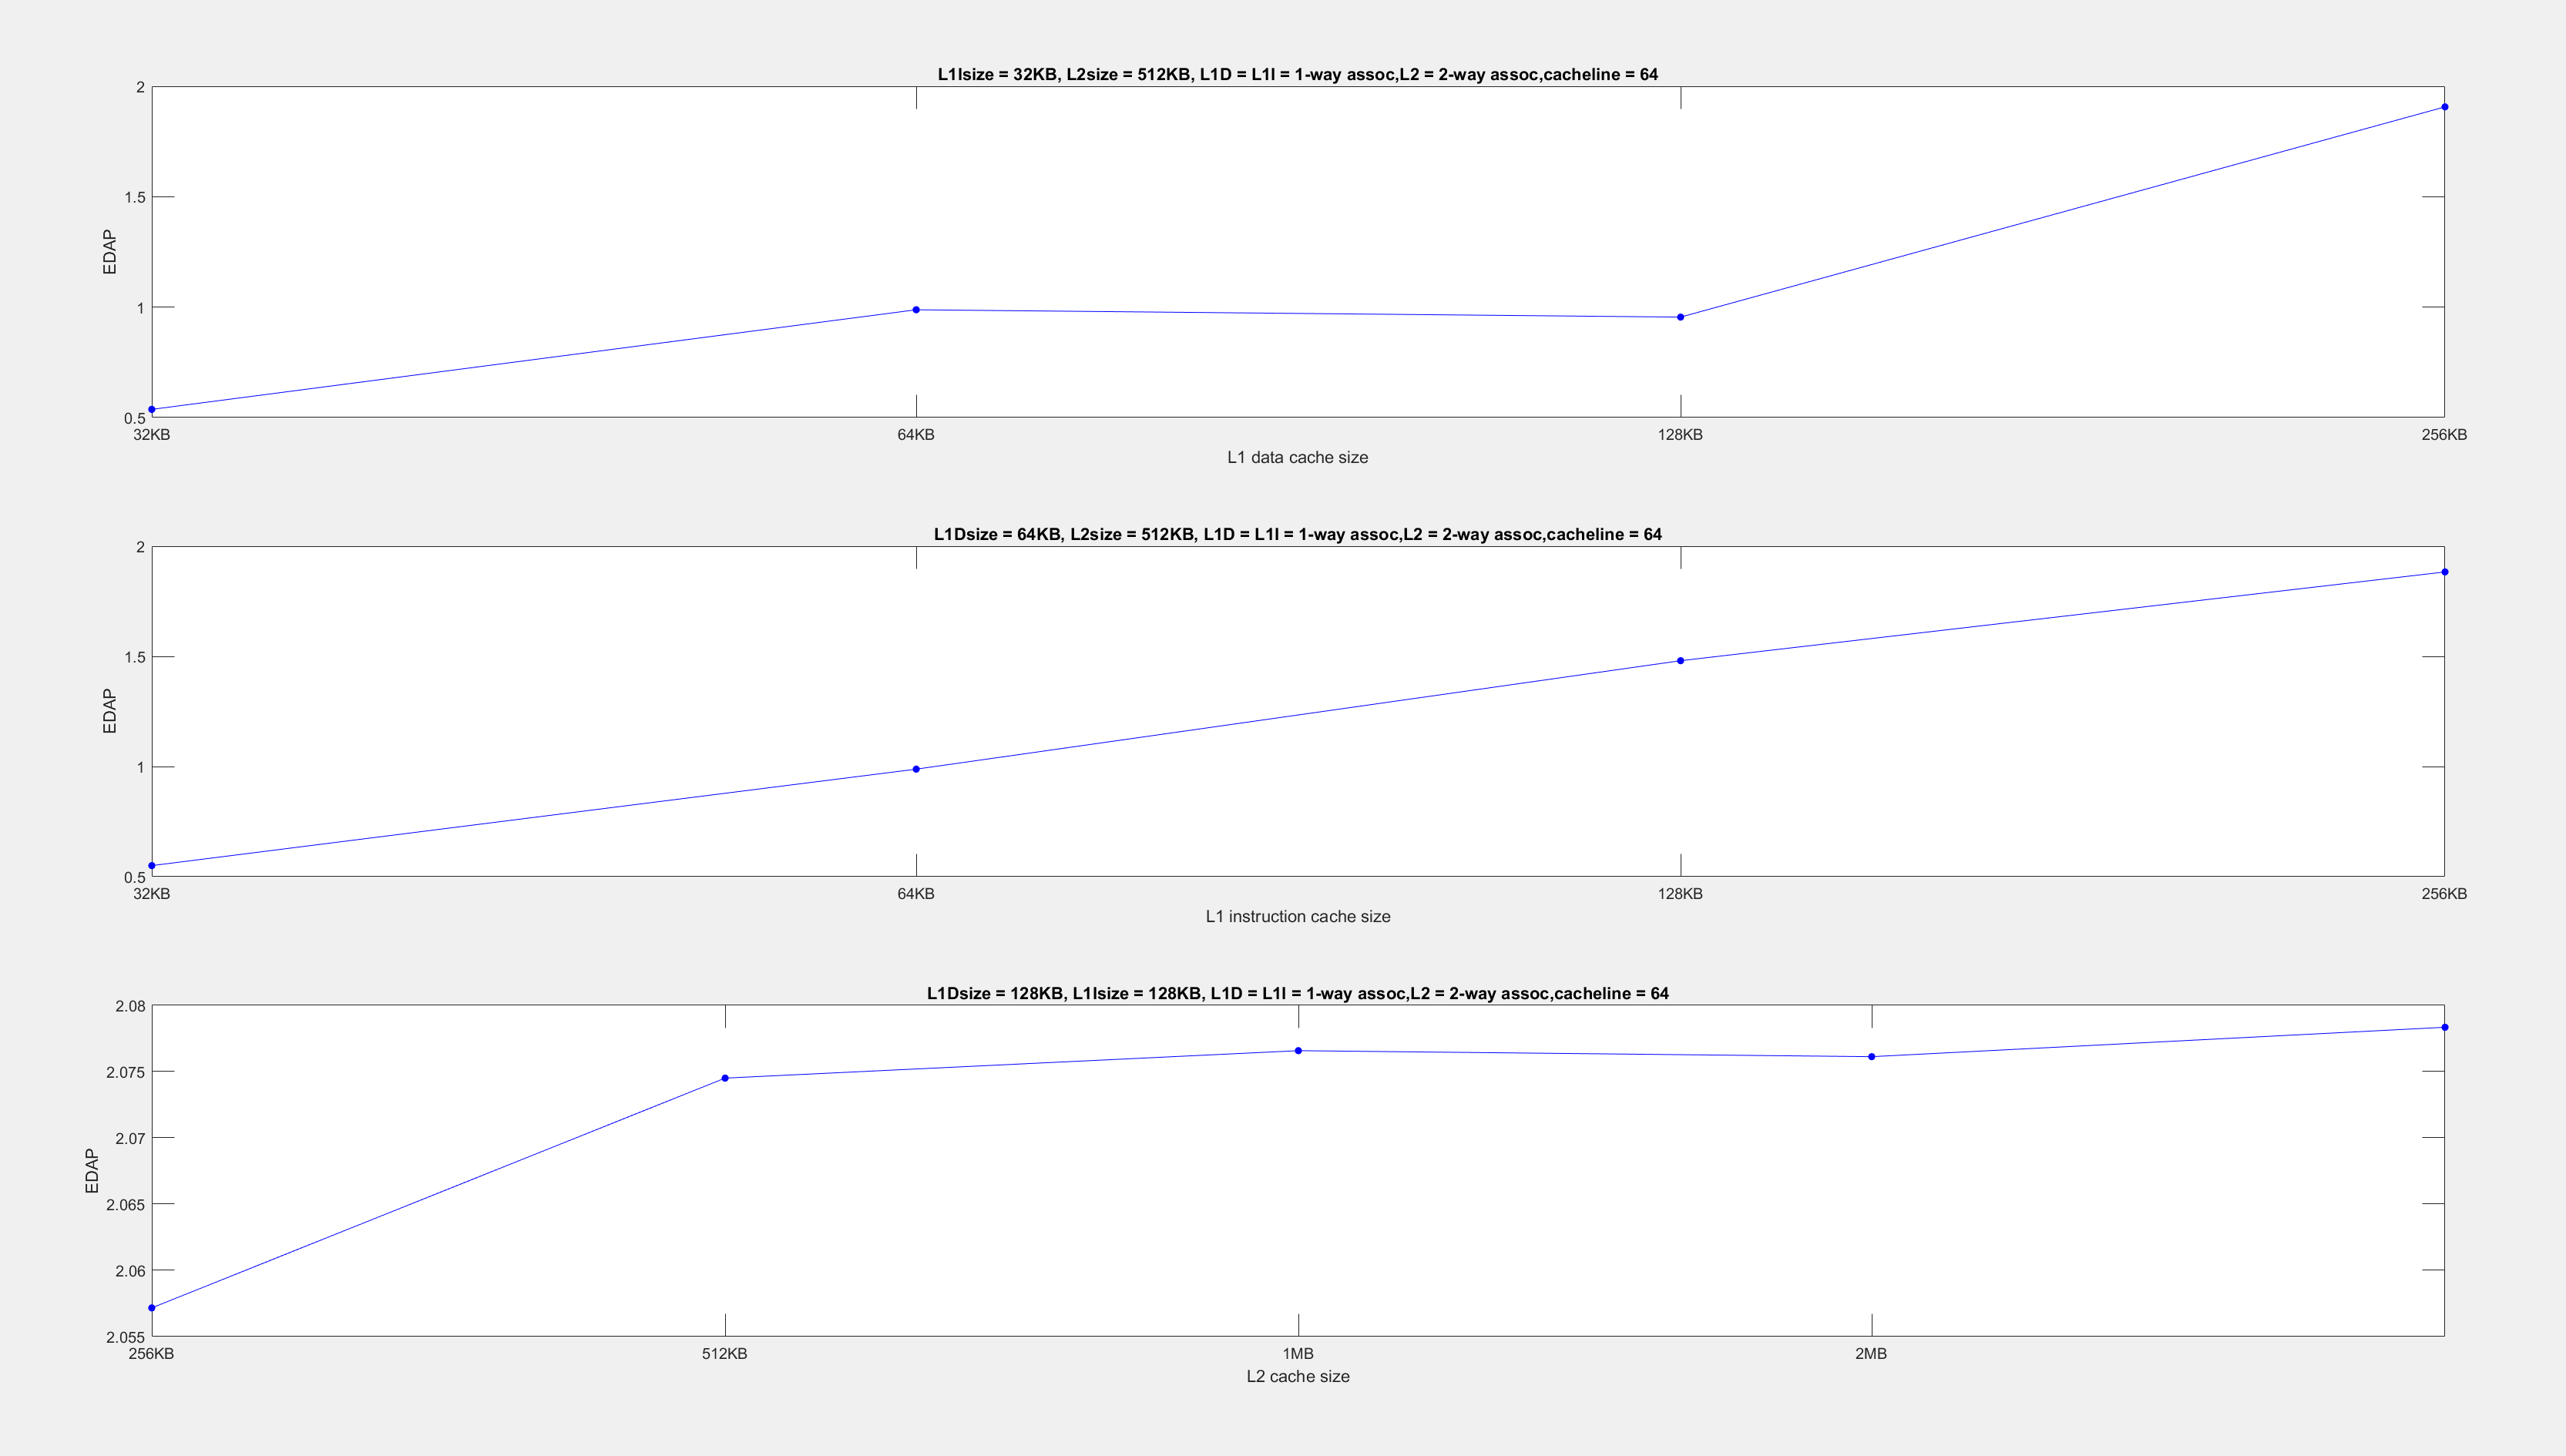 L1Isize = 32KB, L2size = 512KB, L1D = L1I = 1-way assoc,L2 = 2-way assoc,cacheline = 64
2
1.5
1
0.5
EDAP
32KB 64KB 128KB 256KB
L1 data cache size
L1Dsize = 64KB, L2size = 512KB, L1D = L1I = 1-way assoc,L2 = 2-way assoc,cacheline = 64
2
1.5
1
0.5
EDAP
32KB 64KB 128KB 256KB
L1 instruction cache size
L1Dsize = 128KB, L1Isize = 128KB, L1D = L1I = 1-way assoc,L2 = 2-way assoc,cacheline = 64
2.08
2.075
2.07
2.065
2.06
2.055
EDAP
256KB 512KB 1MB 2MB
L2 cache size